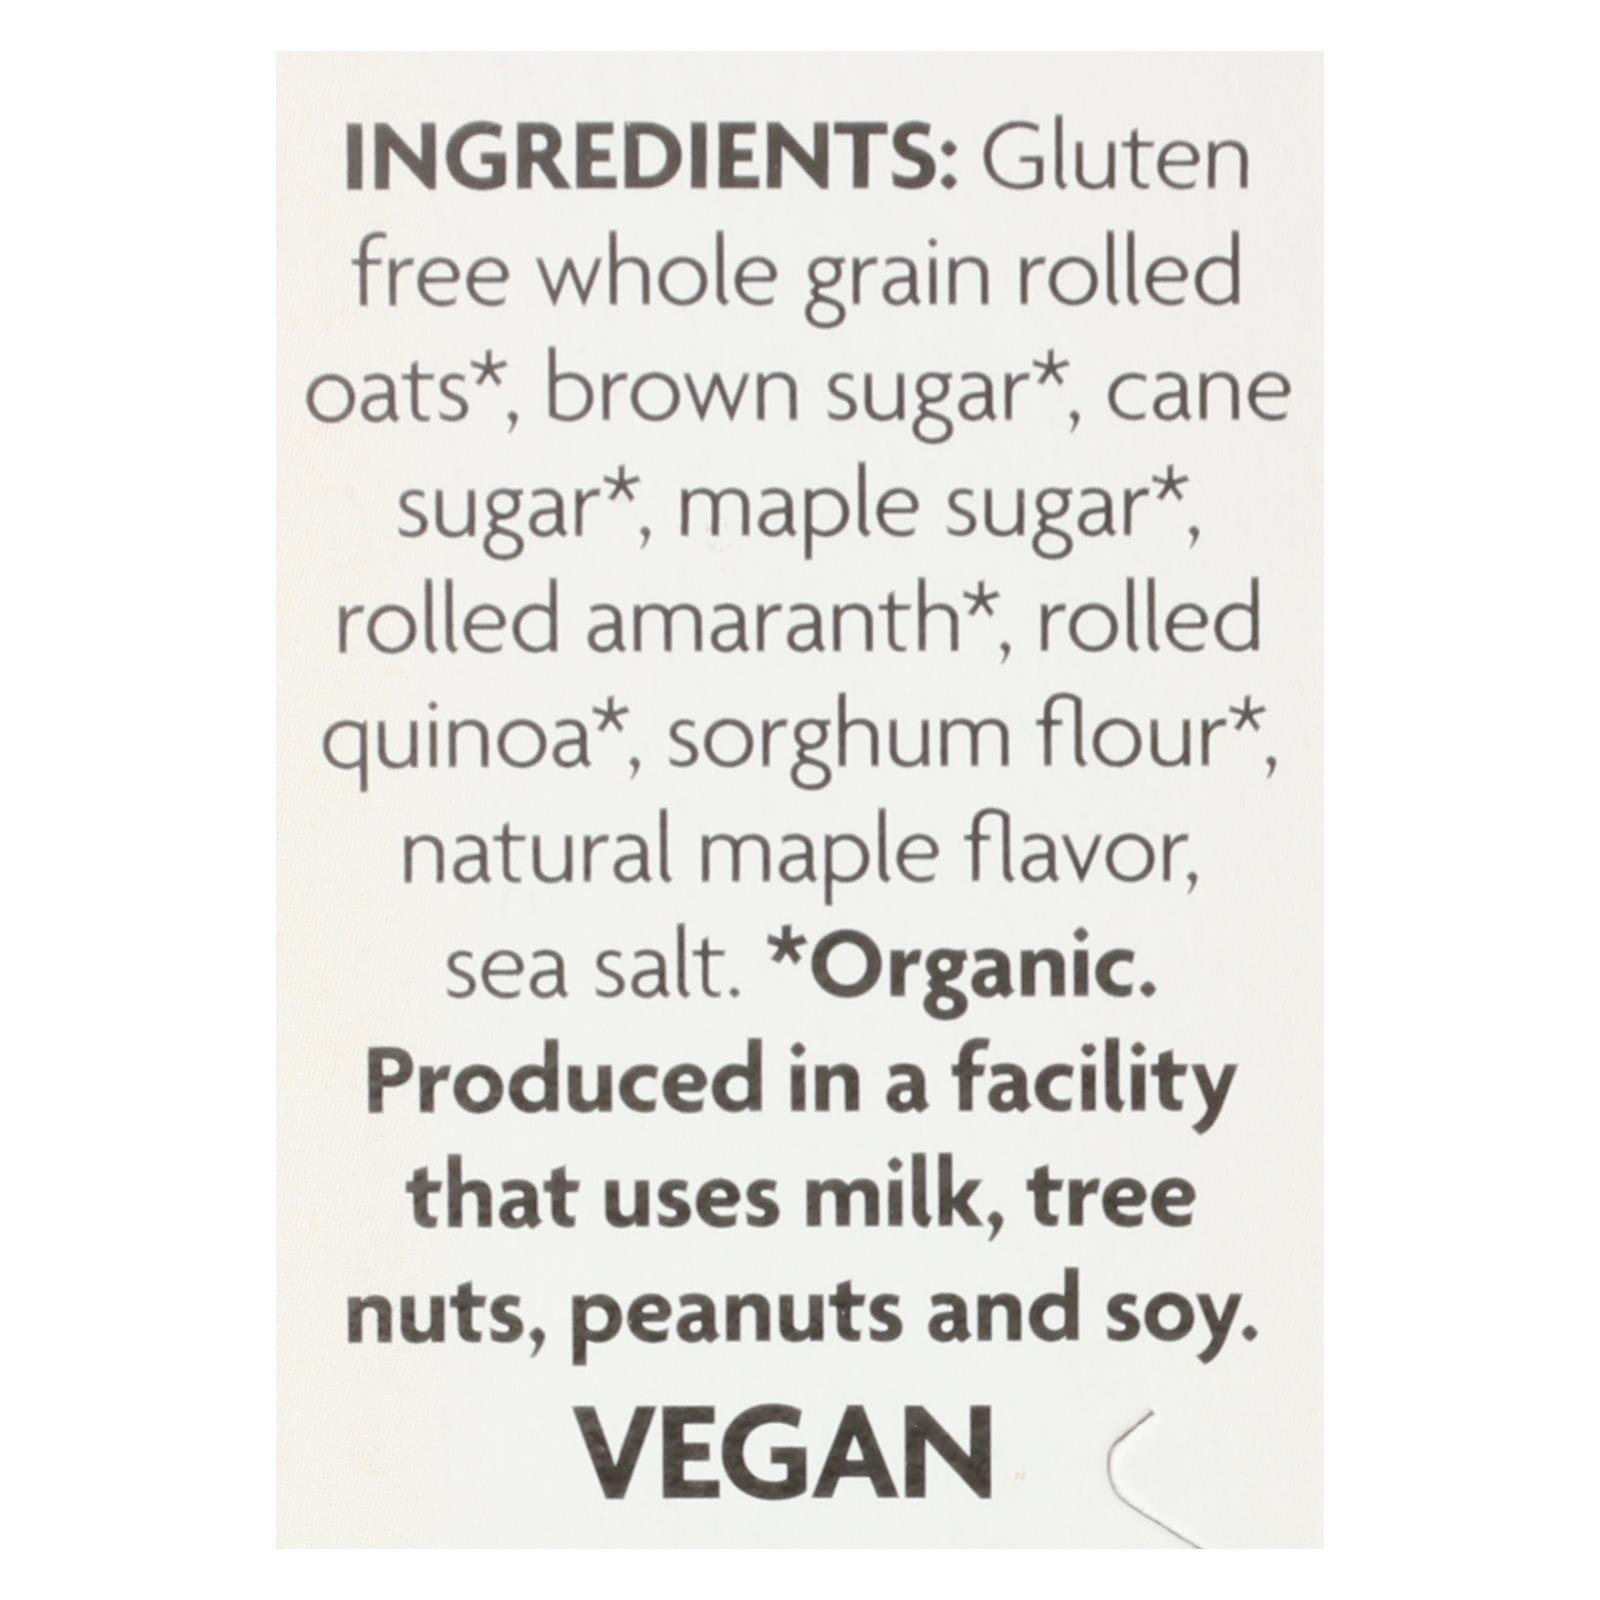 INGREDIENTS: Gluten
free whole grain rolled
oats*, brown sugar*, cane
sugar*, maple sugar*,
rolled amaranth*, rolled
quinoa*, sorghum flour*,
natural maple flavor,
sea salt. *Organic.
Produced in a facility
that uses milk, tree
nuts, peanuts and soy.
VEGAN